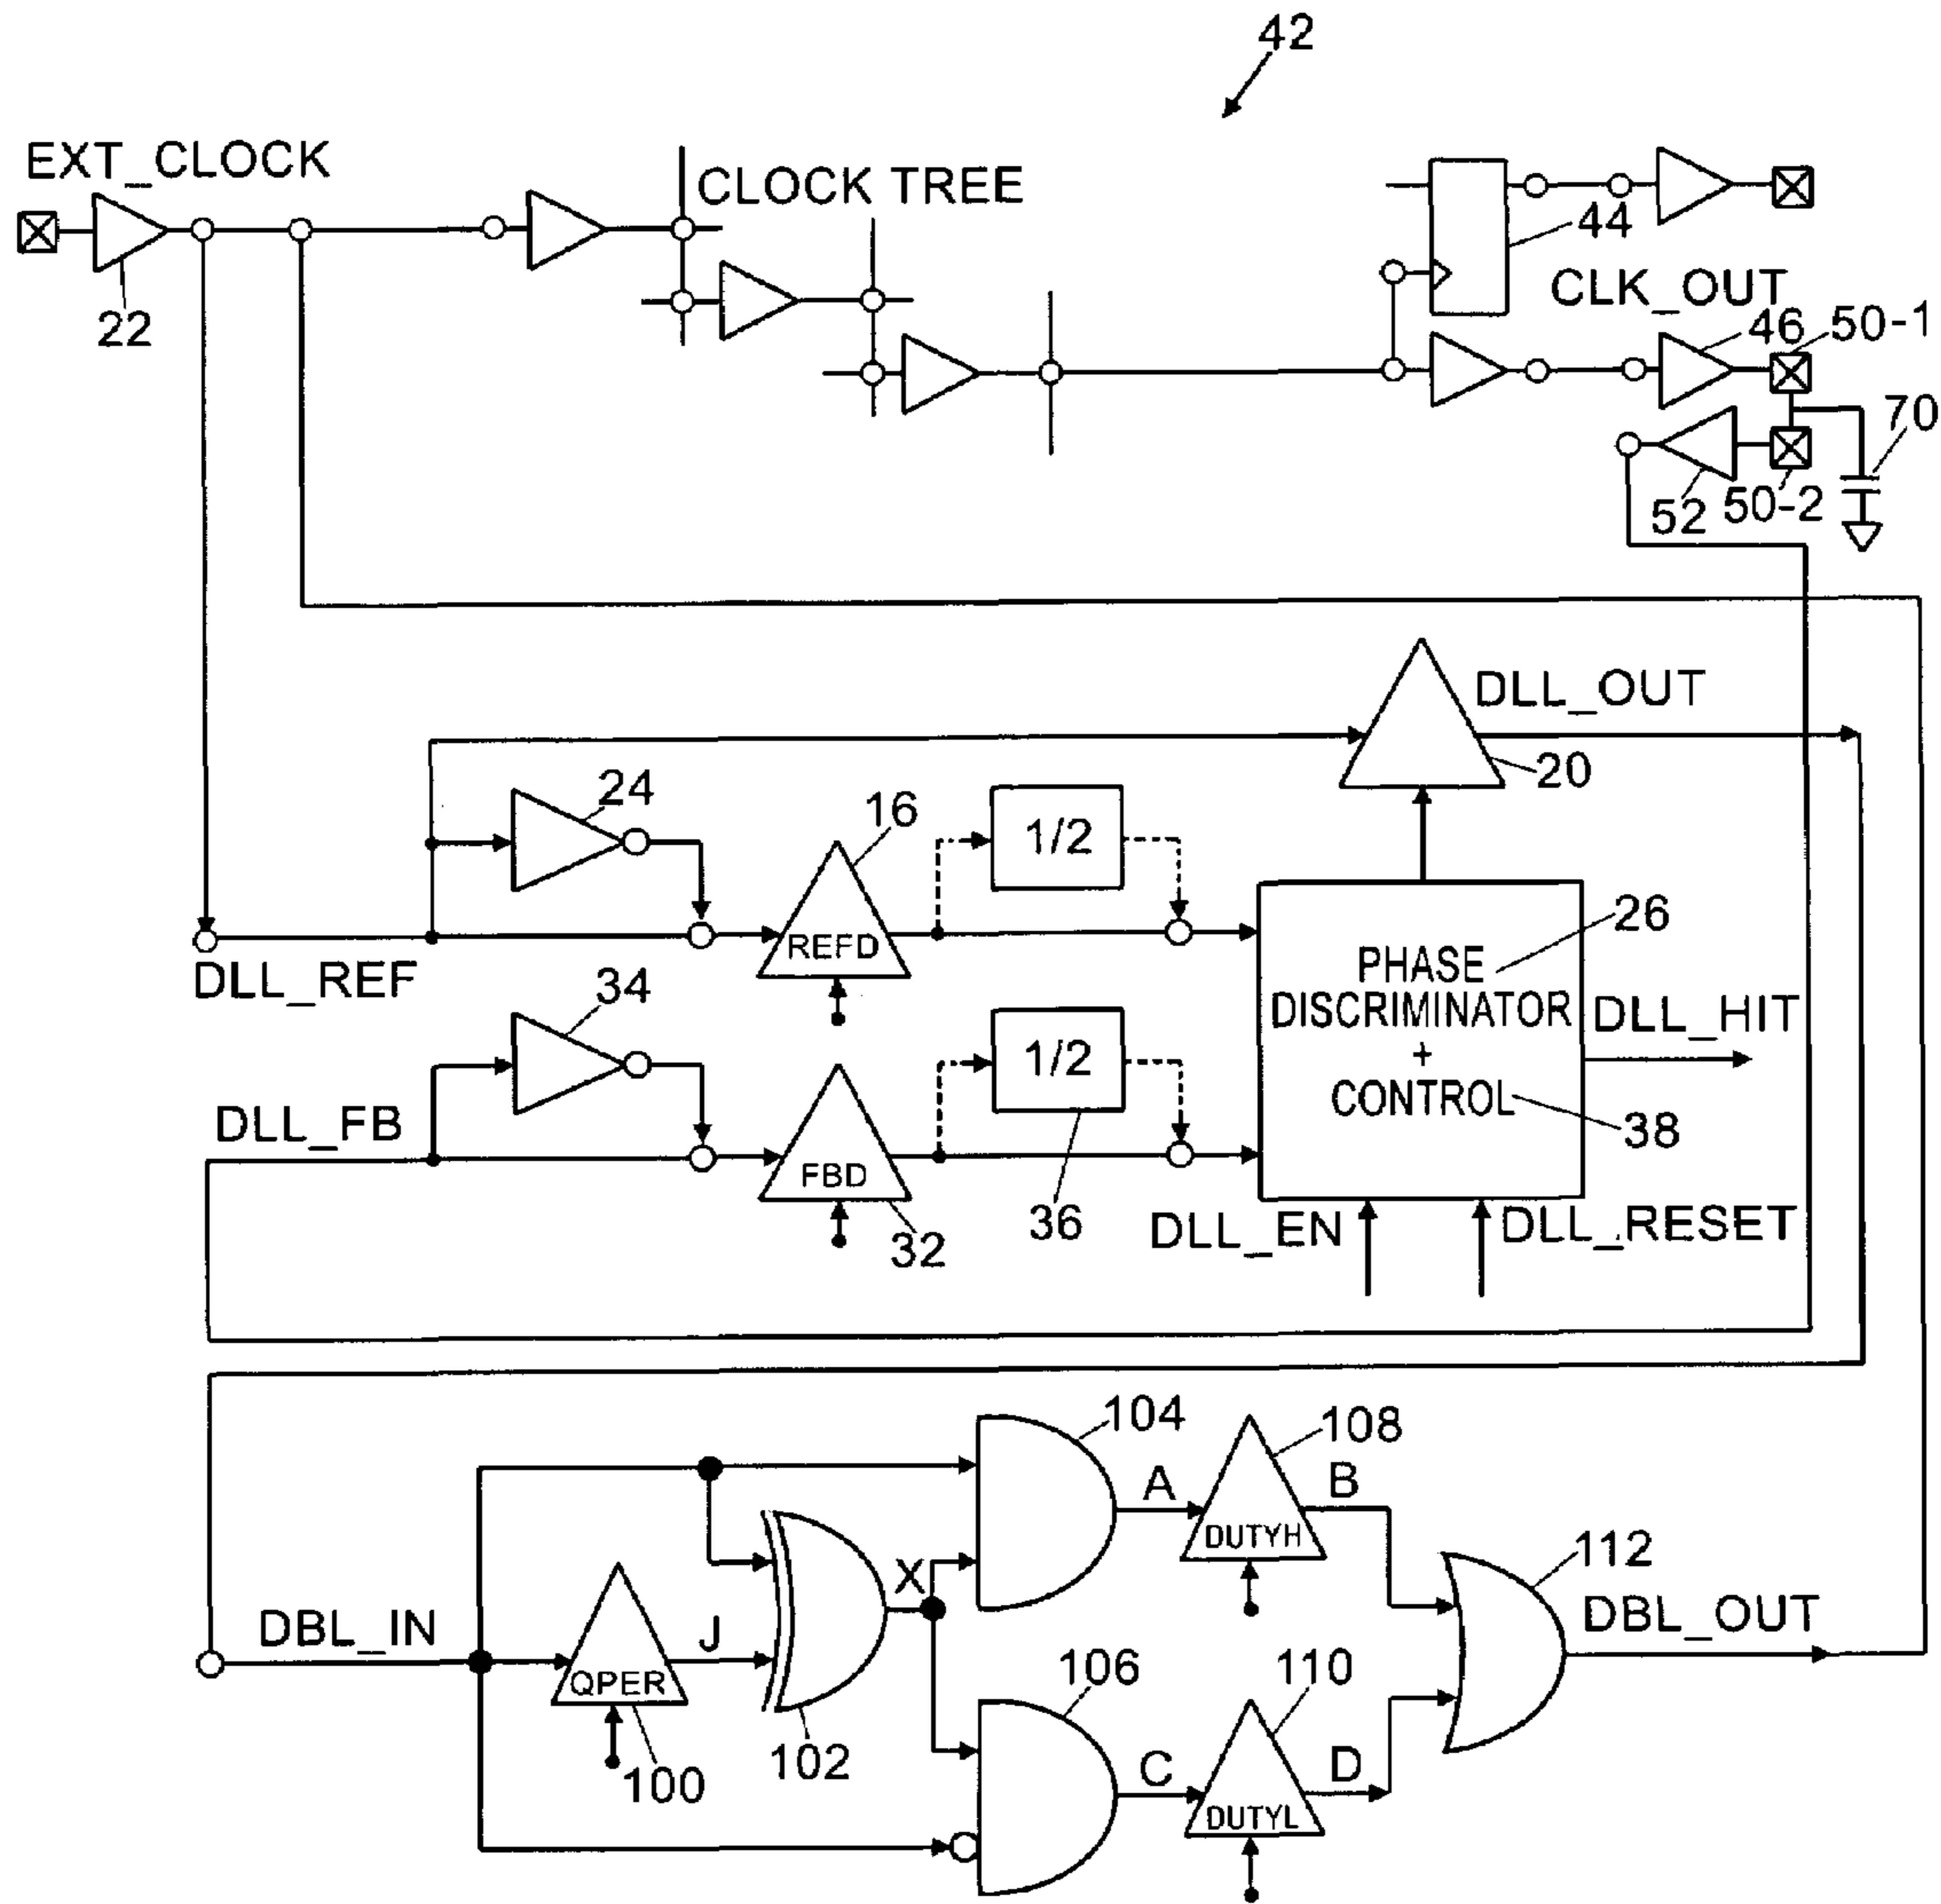 42
EXT_CLOCK
CLOCK TREE
22
44
CLK_OUT
46
50-1
70
52
50-2
DLL_OUT
20
24
16
1/2
REFD
DLL_REF
26
PHASE
DISCRIMINATOR
+
CONTROL
38
DLL_HIT
34
1/2
DLL_FB
FBD
32
36
DLL_EN
DLL_RESET
104
108
A
B
DUTYH
112
X
DBL_IN
J
DBL_OUT
QPER
100
102
106
110
C
D
DUTYL